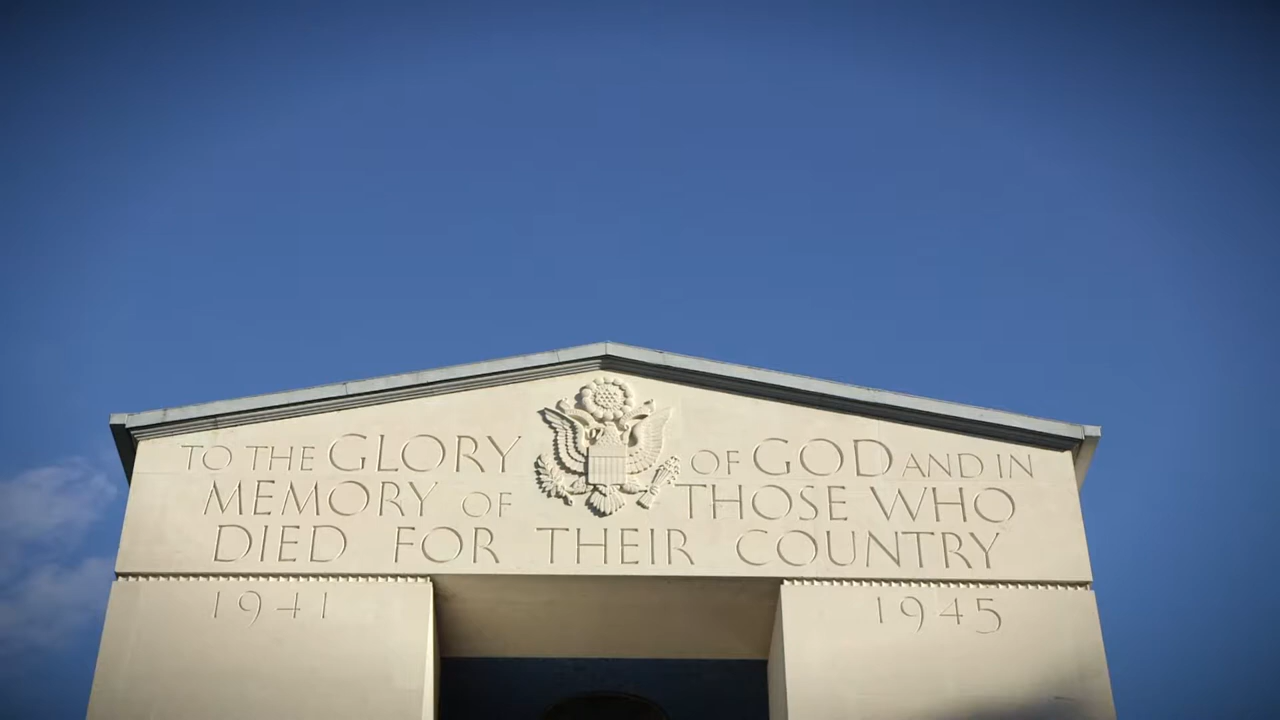 TO THE GLORY OF GOD AND IN
MEMORY OF THOSE WHO
DIED FOR THEIR COUNTRY
1941 1945